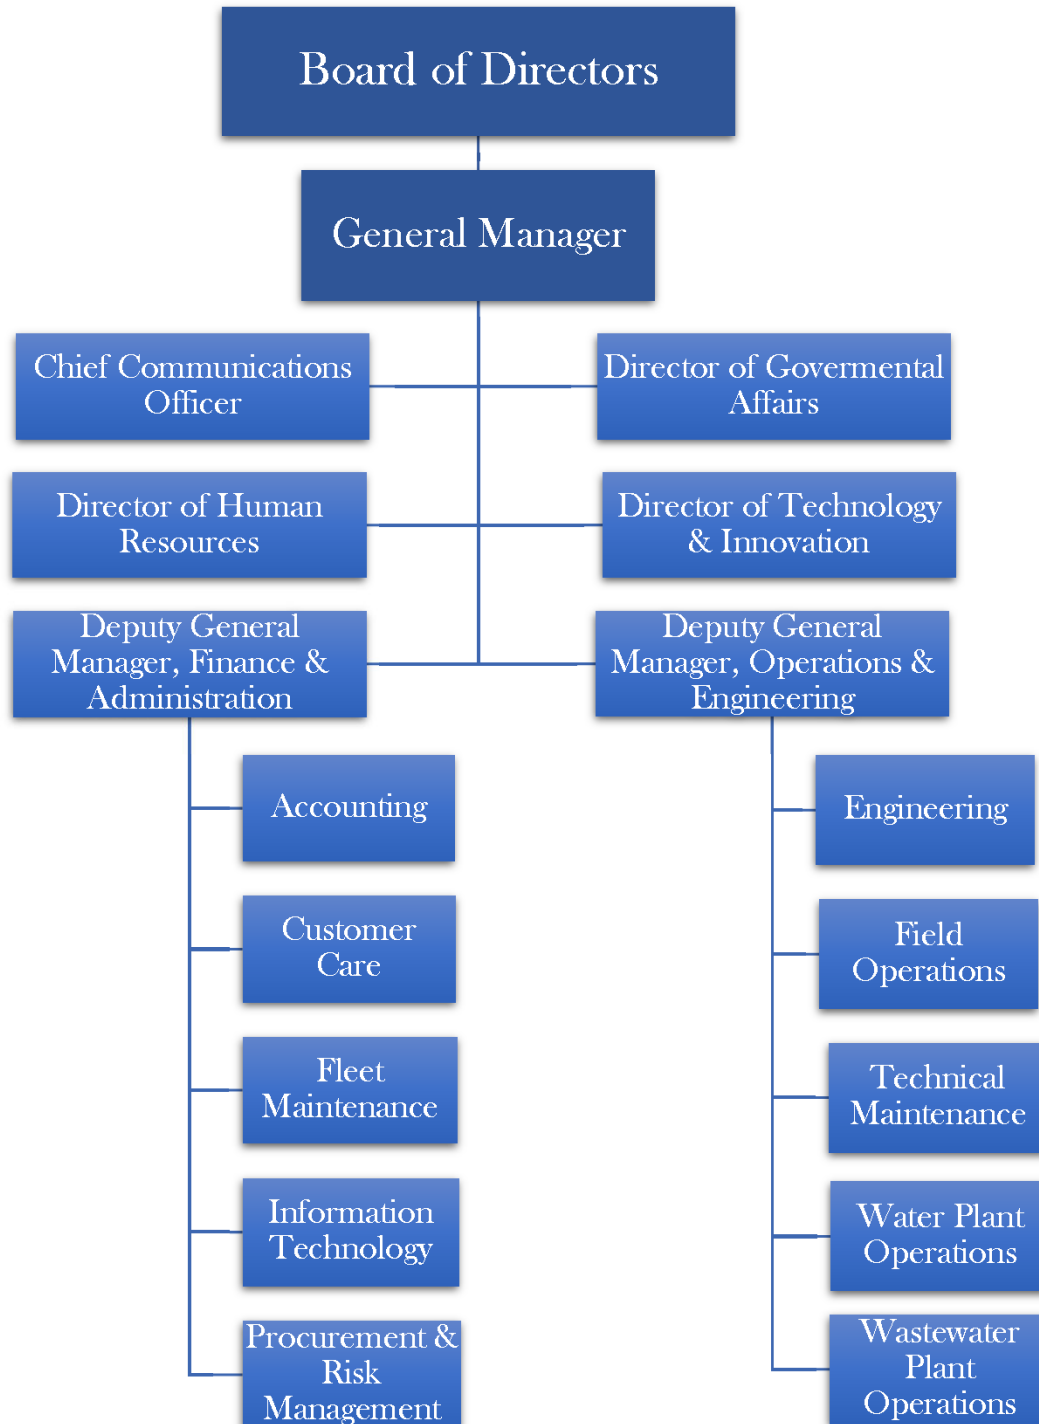 Board of Directors
General Manager
Chief Communications
Officer
Director of Govermental
Affairs
Director of Human
Resources
Director of Technology
& Innovation
Deputy General
Manager, Finance &
Administration
Deputy General
Manager, Operations &
Engineering
Accounting
Customer
Care
Fleet
Maintenance
Information
Technology
Procurement &
Risk
Management
Engineering
Field
Operations
Technical
Maintenance
Water Plant
Operations
Wastewater
Plant
Operations